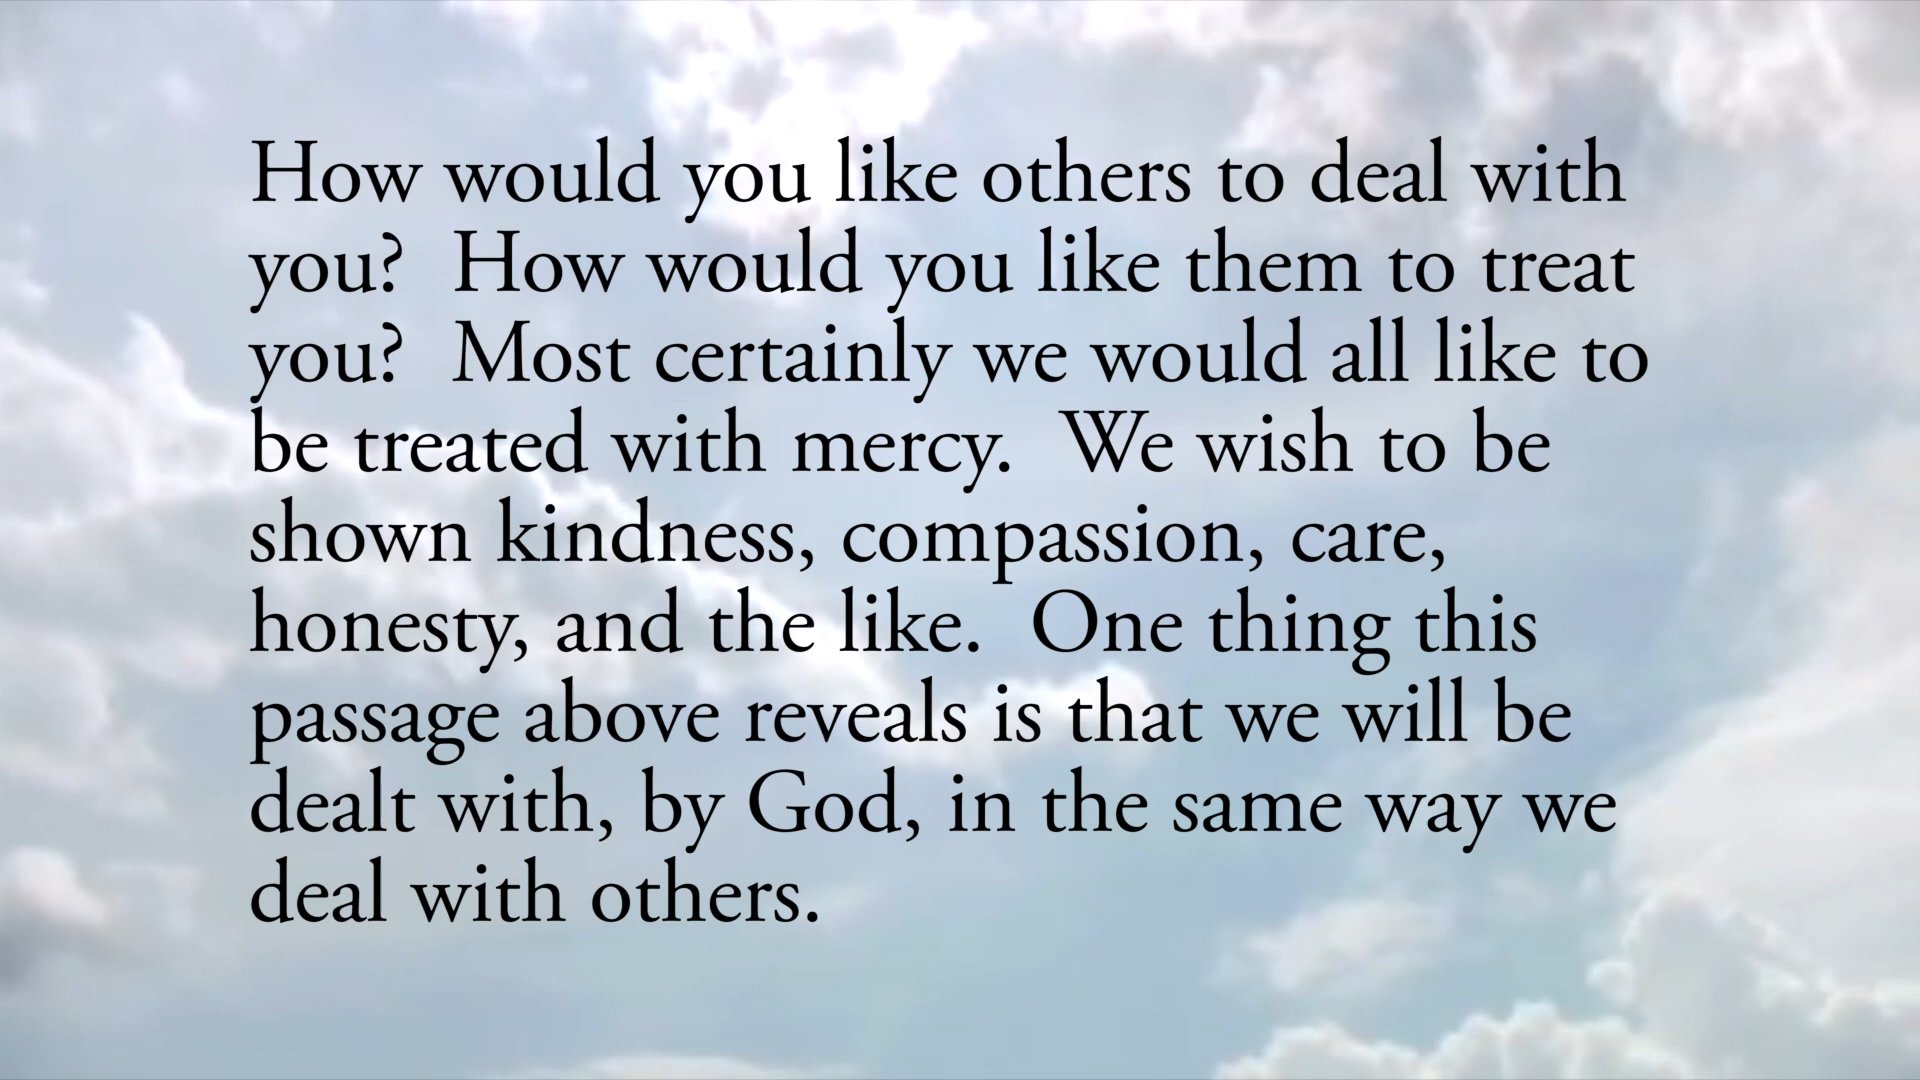 How would you like others to deal with
you?  How would you like them to treat
you?  Most certainly we would all like to
be treated with mercy.  We wish to be
shown kindness, compassion, care,
honesty, and the like.  One thing this
passage above reveals is that we will be
dealt with, by God, in the same way we
deal with others.